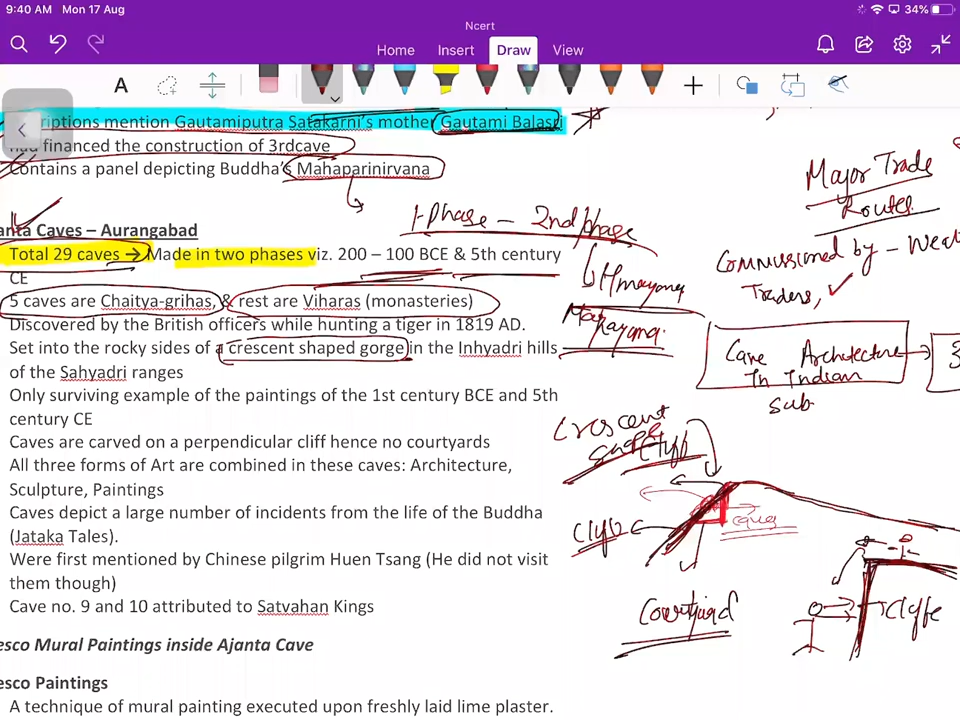 9:40 AM Mon 17 Aug
34%
Ncert
Home Insert Draw View
A
riptions mention Gautamiputra Satakarni's mother Gautami Balasri
had financed the construction of 3rdcave
Contains a panel depicting Buddha's Mahaparinirvana
Major Trade
Routes
1-Phase – 2nd phase
anta Caves – Aurangabad
Total 29 caves → Made in two phases viz. 200 – 100 BCE & 5th century
CE
Commissioned by –
Traders,
5 caves are Chaitya-grihas, & rest are Viharas (monasteries)
Discovered by the British officers while hunting a tiger in 1819 AD.
Set into the rocky sides of a crescent shaped gorge in the Inhyadri hills
of the Sahyadri ranges
Cave Architecture
In Indian
Sub
3
Only surviving example of the paintings of the 1st century BCE and 5th
century CE
Crescent
Caves are carved on a perpendicular cliff hence no courtyards
All three forms of Art are combined in these caves: Architecture,
Sculpture, Paintings
Caves depict a large number of incidents from the life of the Buddha
(Jataka Tales).
Were first mentioned by Chinese pilgrim Huen Tsang (He did not visit
them though)
Cave no. 9 and 10 attributed to Satvahan Kings
Courtyard
esco Mural Paintings inside Ajanta Cave
esco Paintings
A technique of mural painting executed upon freshly laid lime plaster.